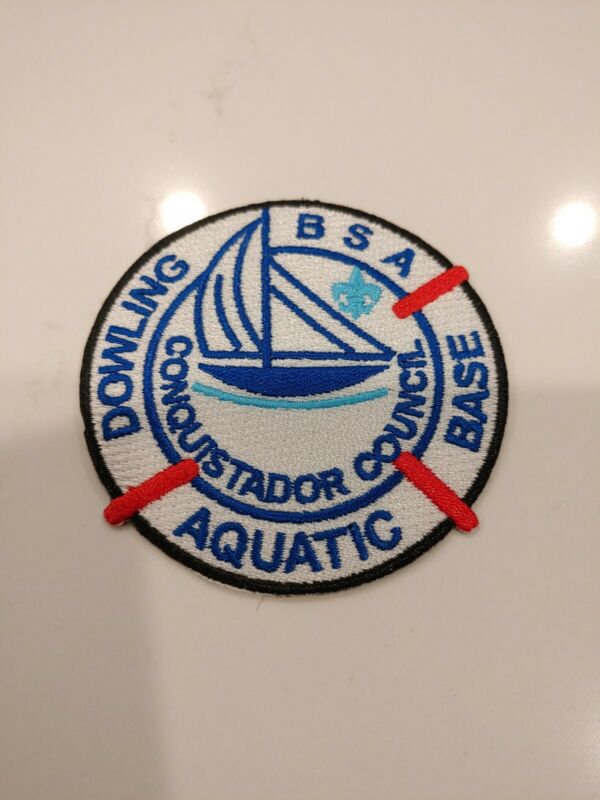 BSA
DOWLING AQUATIC BASE
CONQUISTADOR COUNCIL